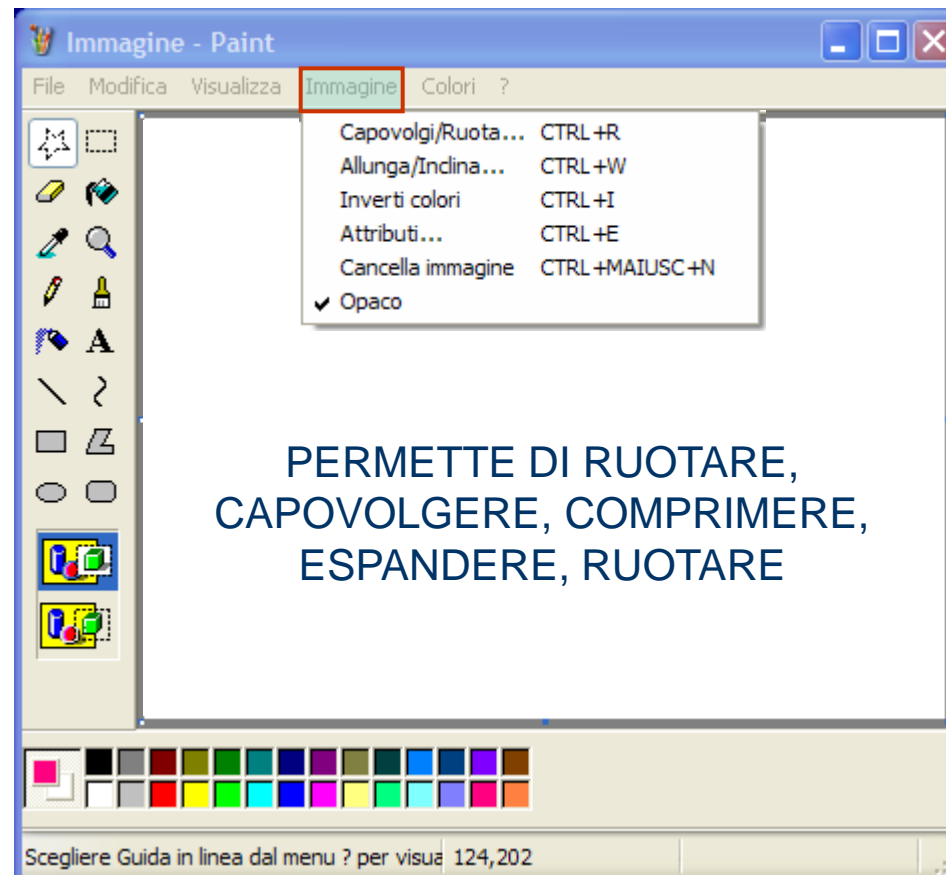 Immagine - Paint
File Modifica Visualizza Immagine Colori ?
Capovolgi/Ruota... CTRL+R
Allunga/Inclina... CTRL+W
Inverti colori CTRL+I
Attributi... CTRL+E
Cancella immagine CTRL+MAIUSC+N
Opaco
A
PERMETTE DI RUOTARE,
CAPOVOLGERE, COMPRIMERE,
ESPANDERE, RUOTARE
Scegliere Guida in linea dal menu ? per visua 124,202